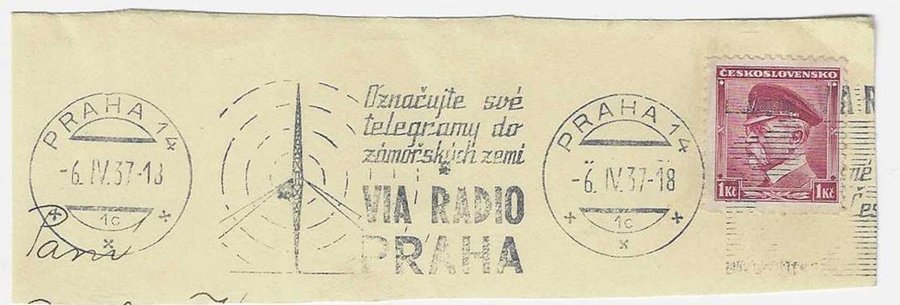 PRAHA 14
-6.IV.37-18
1c
Označujte své
telegramy do
zámořských zemí
VIA RADIO
PRAHA
PRAHA 14
-6.IV.37-18
1c
ČESKOSLOVENSKO
1Kč 1Kč
Paní